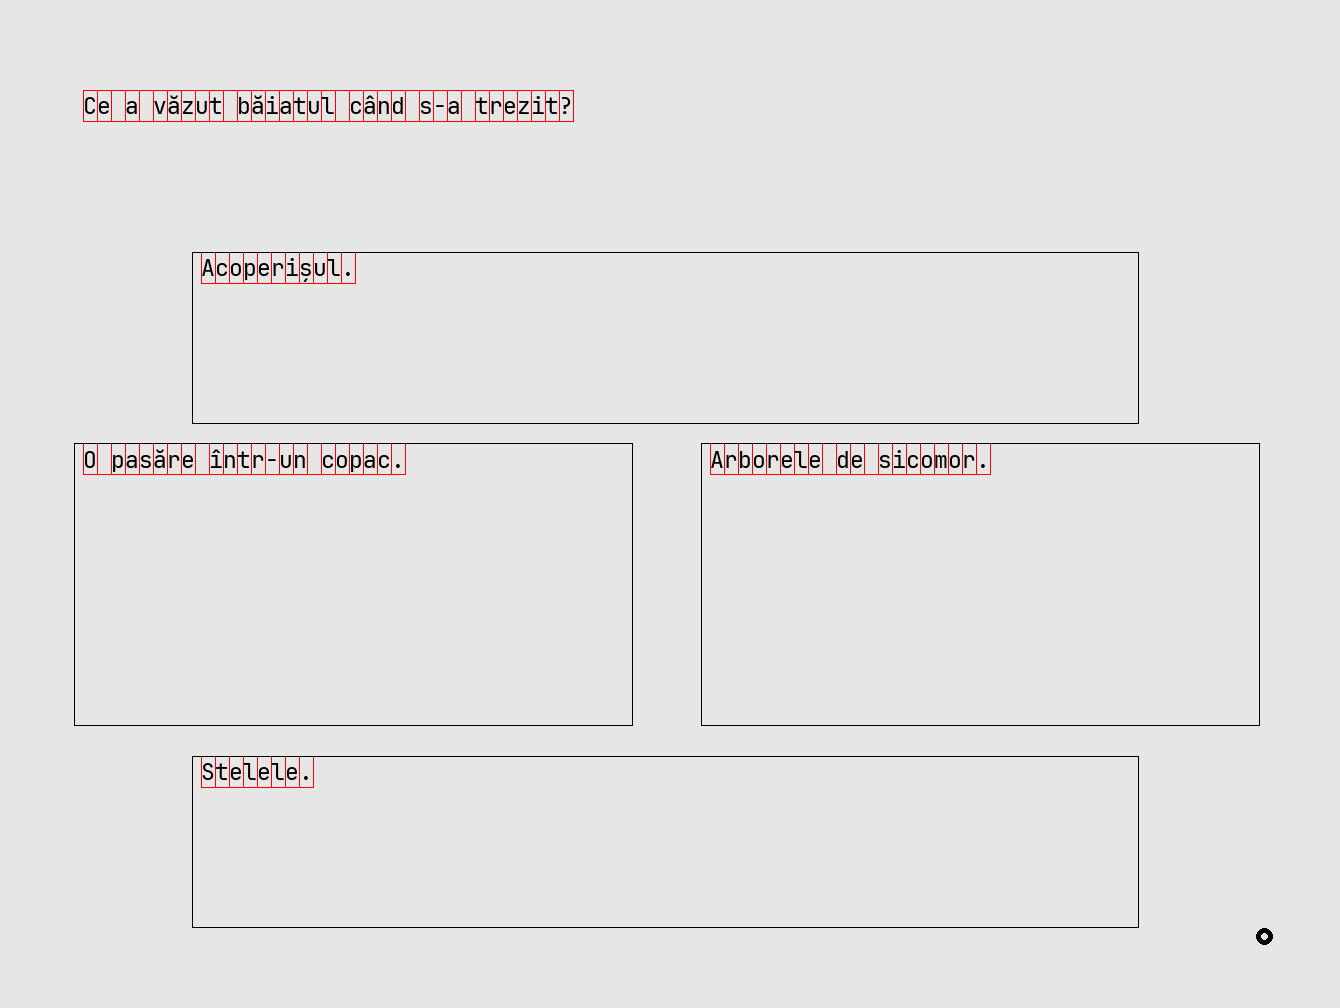 Ce a văzut băiatul când s-a trezit?
Acoperișul.
O pasăre într-un copac.
Arborele de sicomor.
Stelele.